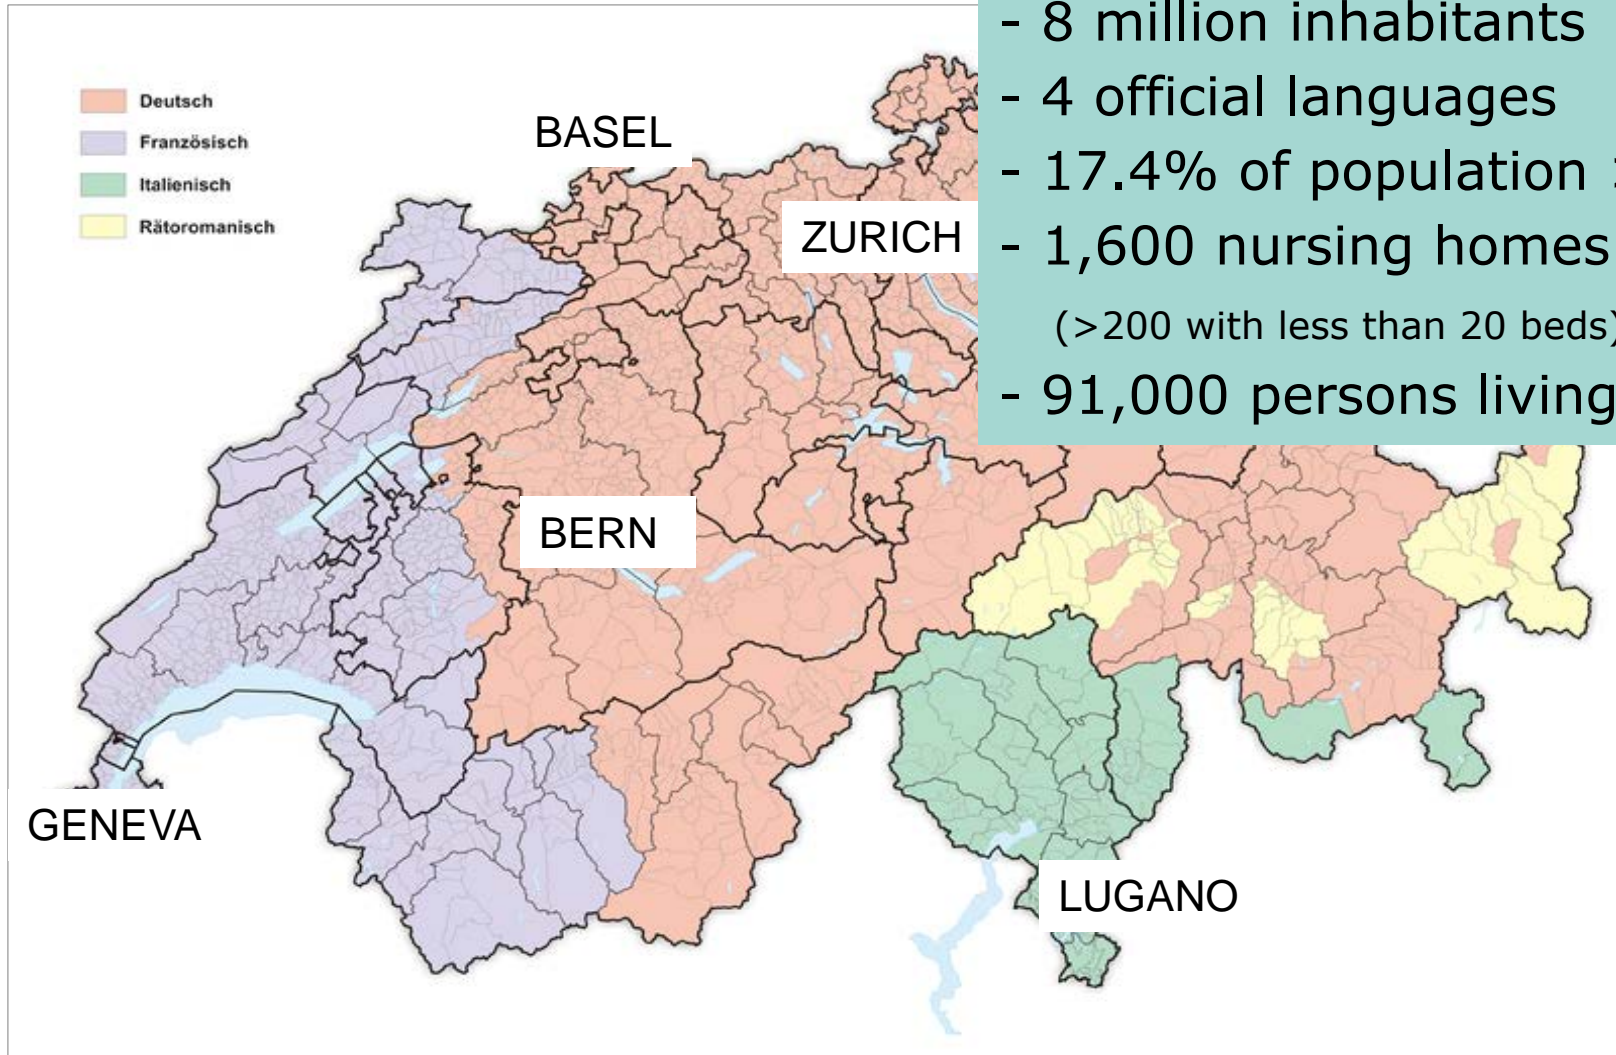 - 8 million inhabitants
- 4 official languages
- 17.4% of population
- 1,600 nursing homes
(>200 with less than 20 beds)
- 91,000 persons living
Deutsch
Französisch
Italienisch
Rätoromanisch
BASEL
ZURICH
BERN
GENEVA
LUGANO